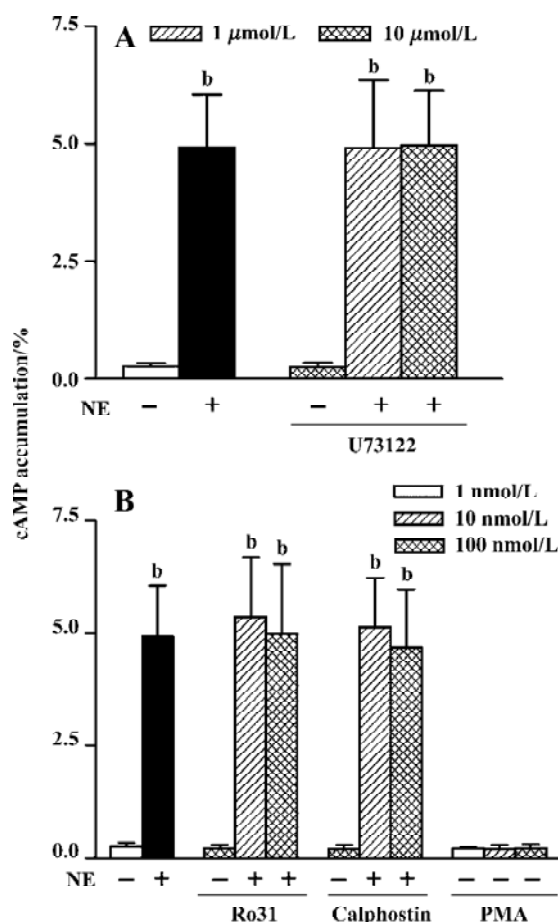 A
1 μmol/L 10 μmol/L
7.5
b
b
b
5.0
2.5
0.0
NE − + − + +
U73122
cAMP accumulation/%
B
1 nmol/L
10 nmol/L
100 nmol/L
7.5
b
b
b
b
b
5.0
2.5
0.0
NE − + − + + − + + − − −
Ro31 Calphostin PMA